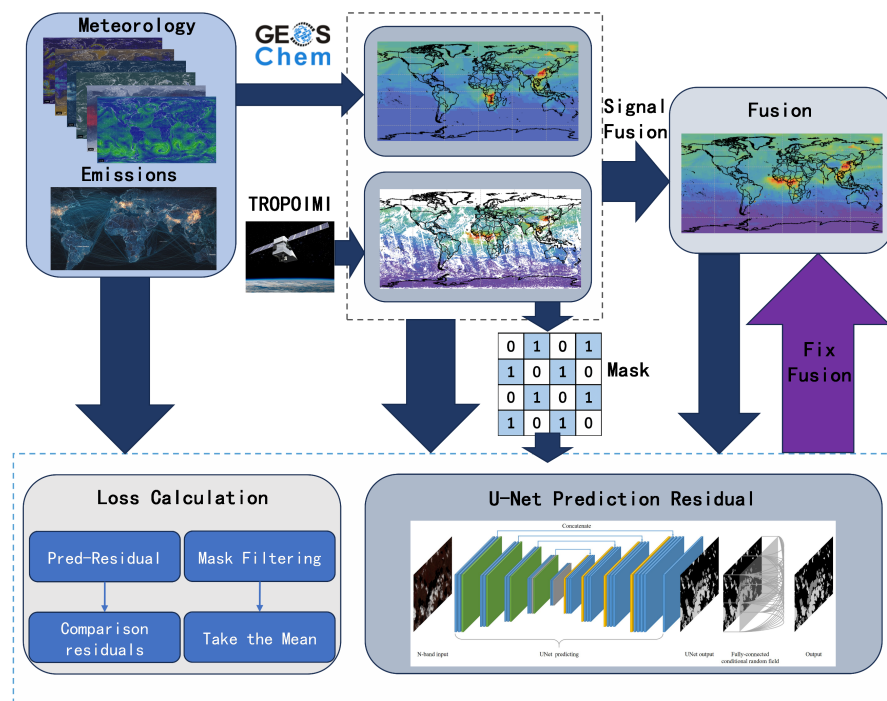 Meteorology
Emissions
GEOS
Chem
TROPOIMI
Signal
Fusion
Fusion
Fix
Fusion
0 1 0 1
1 0 1 0
0 1 0 1
1 0 1 0
Mask
Loss Calculation
Pred-Residual
Mask Filtering
Comparison
residuals
Take the Mean
U-Net Prediction Residual
Concatenate
N-band input
UNet predicting
UNet output
Fully-connected
conditional random field
Output